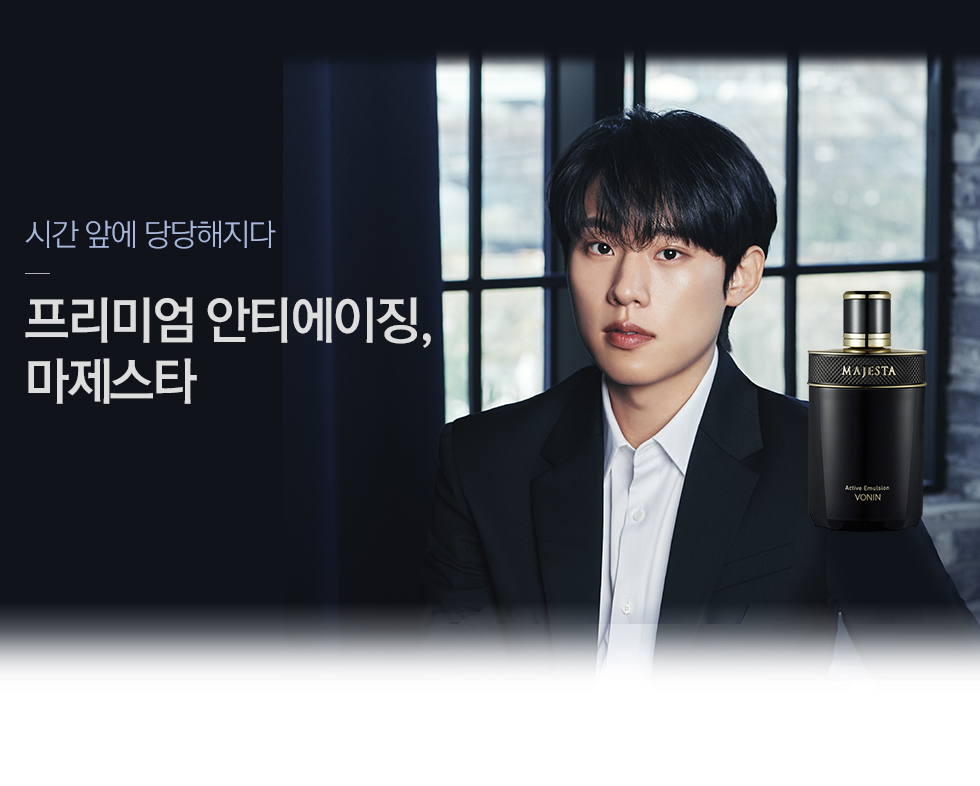 시간 앞에 당당해지다
프리미엄 안티에이징,
마제스타
MAJESTA
Active Emulsion
VONIN